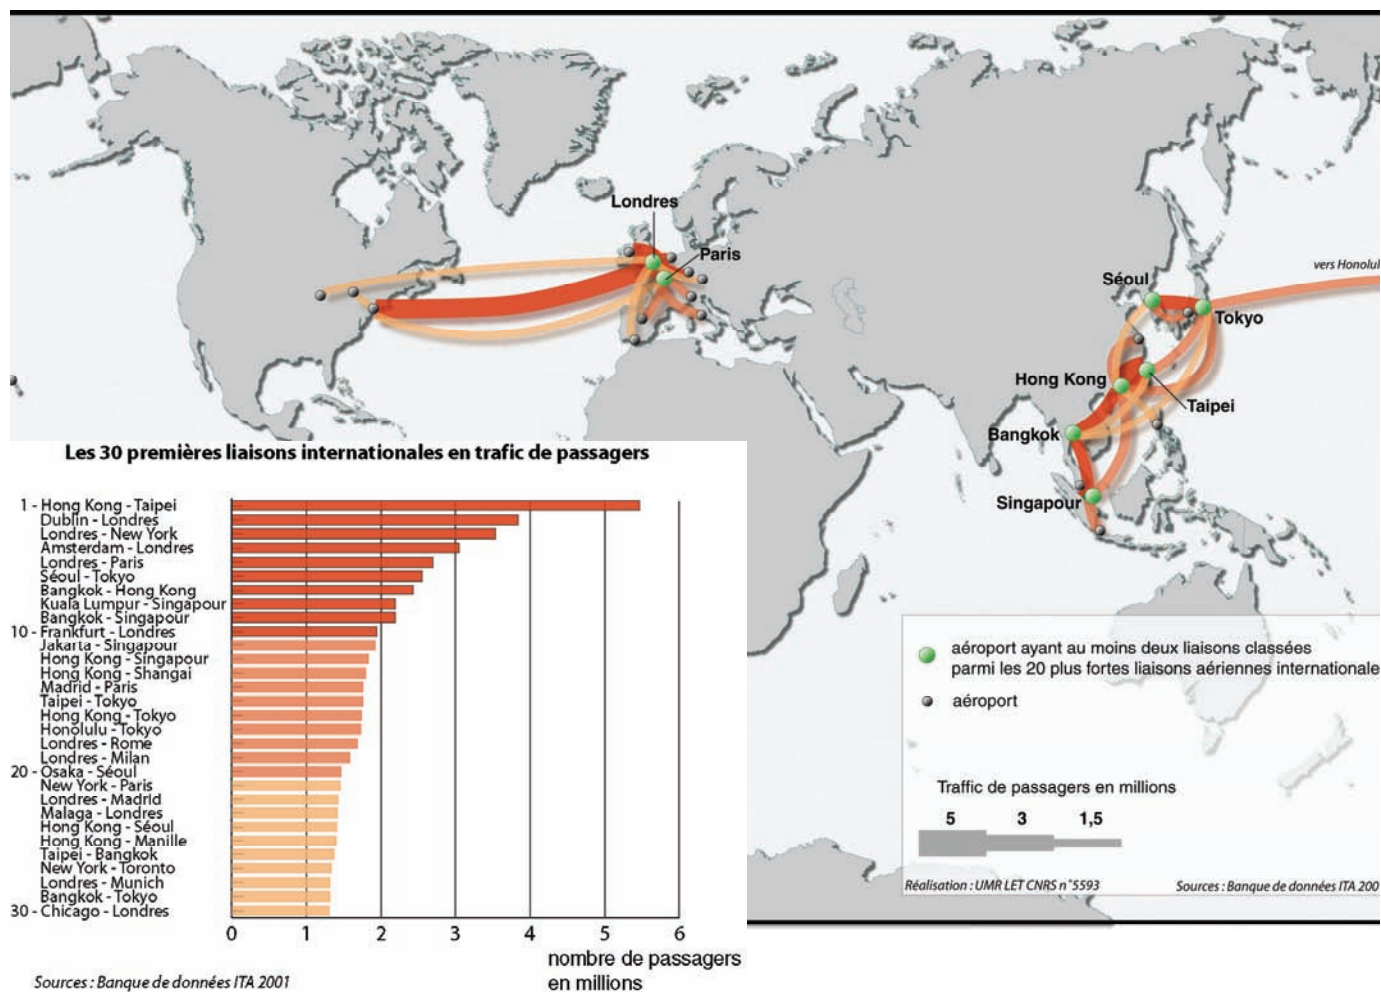 Londres
Paris
vers Honolul
Séoul
Tokyo
Hong Kong
Taipei
Bangkok
Singapour
Les 30 premières liaisons internationales en trafic de passagers
1 - Hong Kong - Taipei
Dublin - Londres
Londres - New York
Amsterdam - Londres
Londres - Paris
Séoul - Tokyo
Bangkok - Hong Kong
Kuala Lumpur - Singapour
Bangkok - Singapour
10 - Frankfurt - Londres
Jakarta - Singapour
Hong Kong - Singapour
Hong Kong - Shangai
Madrid - Paris
Taipei - Tokyo
Hong Kong - Tokyo
Honolulu - Tokyo
Londres - Rome
Londres - Milan
20 - Osaka - Séoul
New York - Paris
Londres - Madrid
Malaga - Londres
Hong Kong - Séoul
Hong Kong - Manille
Taipei - Bangkok
New York - Toronto
Londres - Munich
Bangkok - Tokyo
30 - Chicago - Londres
0 1 2 3 4 5 6
nombre de passagers
en millions
Sources : Banque de données ITA 2001
aéroport ayant au moins deux liaisons classées
parmi les 20 plus fortes liaisons aériennes internationale
aéroport
Traffic de passagers en millions
5 3 1,5
Réalisation : UMR LET CNRS n°5593
Sources : Banque de données ITA 200